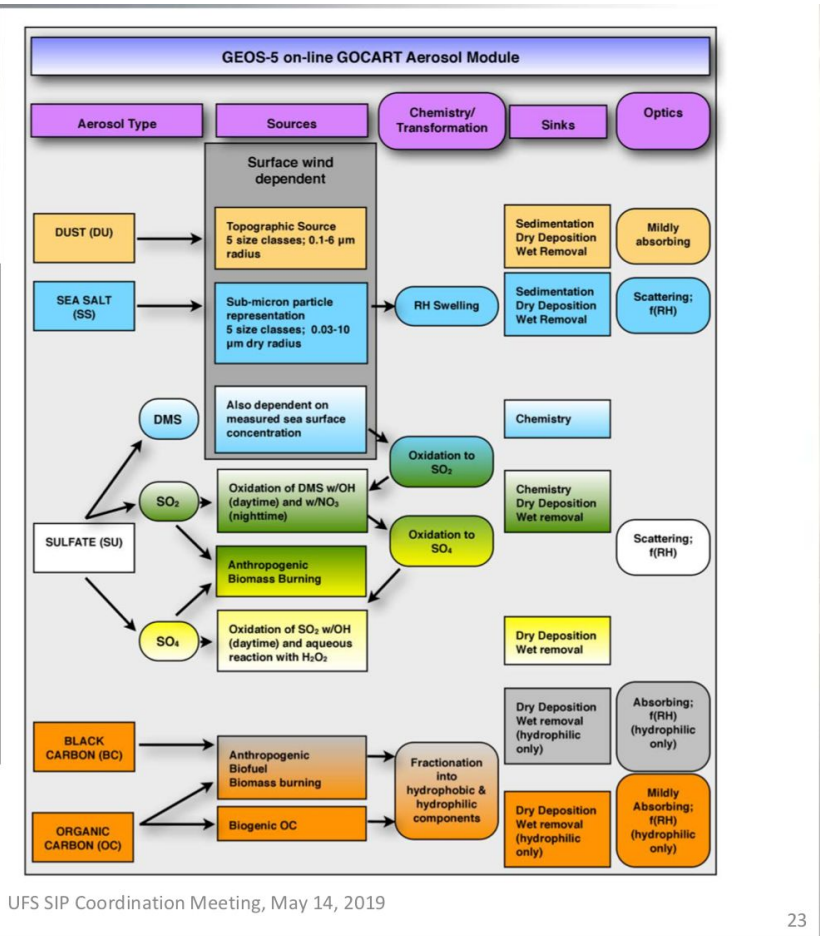 GEOS-5 on-line GOCART Aerosol Module
Aerosol Type
Sources
Chemistry/
Transformation
Sinks
Optics
Surface wind
dependent
DUST (DU)
Topographic Source
5 size classes; 0.1-6 µm
radius
Sedimentation
Dry Deposition
Wet Removal
Mildly
absorbing
SEA SALT
(SS)
Sub-micron particle
representation
5 size classes; 0.03-10
µm dry radius
RH Swelling
Sedimentation
Dry Deposition
Wet Removal
Scattering;
f(RH)
DMS
Also dependent on
measured sea surface
concentration
Chemistry
Oxidation to
SO₂
SO₂
Oxidation of DMS w/OH
(daytime) and w/NO₃
(nighttime)
Chemistry
Dry Deposition
Wet removal
SULFATE (SU)
Oxidation to
SO₄
Scattering;
f(RH)
Anthropogenic
Biomass Burning
SO₄
Oxidation of SO₂ w/OH
(daytime) and aqueous
reaction with H₂O₂
Dry Deposition
Wet removal
BLACK
CARBON (BC)
Anthropogenic
Biofuel
Biomass burning
Fractionation
into
hydrophobic &
hydrophilic
components
Dry Deposition
Wet removal
(hydrophilic
only)
Absorbing;
f(RH)
(hydrophilic
only)
ORGANIC
CARBON (OC)
Biogenic OC
Dry Deposition
Wet removal
(hydrophilic
only)
Mildly
Absorbing;
f(RH)
(hydrophilic
only)
UFS SIP Coordination Meeting, May 14, 2019
23